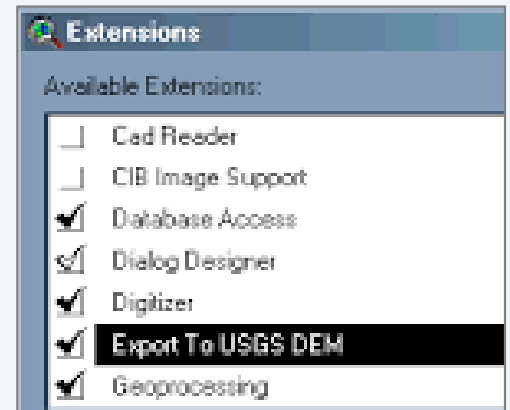 Extensions
Available Extensions:
Cad Reader
CIB Image Support
Database Access
Dialog Designer
Digitizer
Export To USGS DEM
Geoprocessing